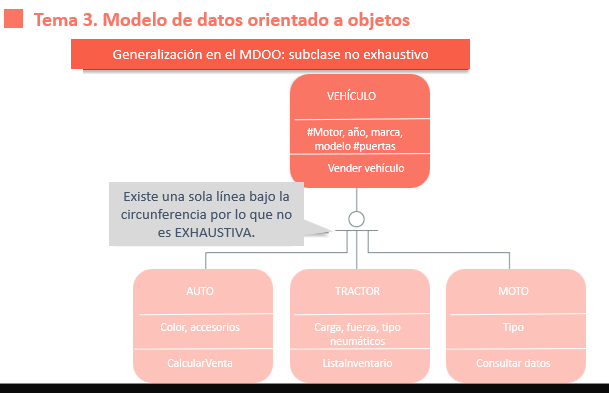 Tema 3. Modelo de datos orientado a objetos
Generalización en el MDOO: subclase no exhaustivo
VEHÍCULO
#Motor, año, marca,
modelo #puertas
Vender vehículo
Existe una sola línea bajo la
circunferencia por lo que no
es EXHAUSTIVA.
AUTO
Color, accesorios
CalcularVenta
TRACTOR
Carga, fuerza, tipo
neumáticos
ListaInventario
MOTO
Tipo
Consultar datos